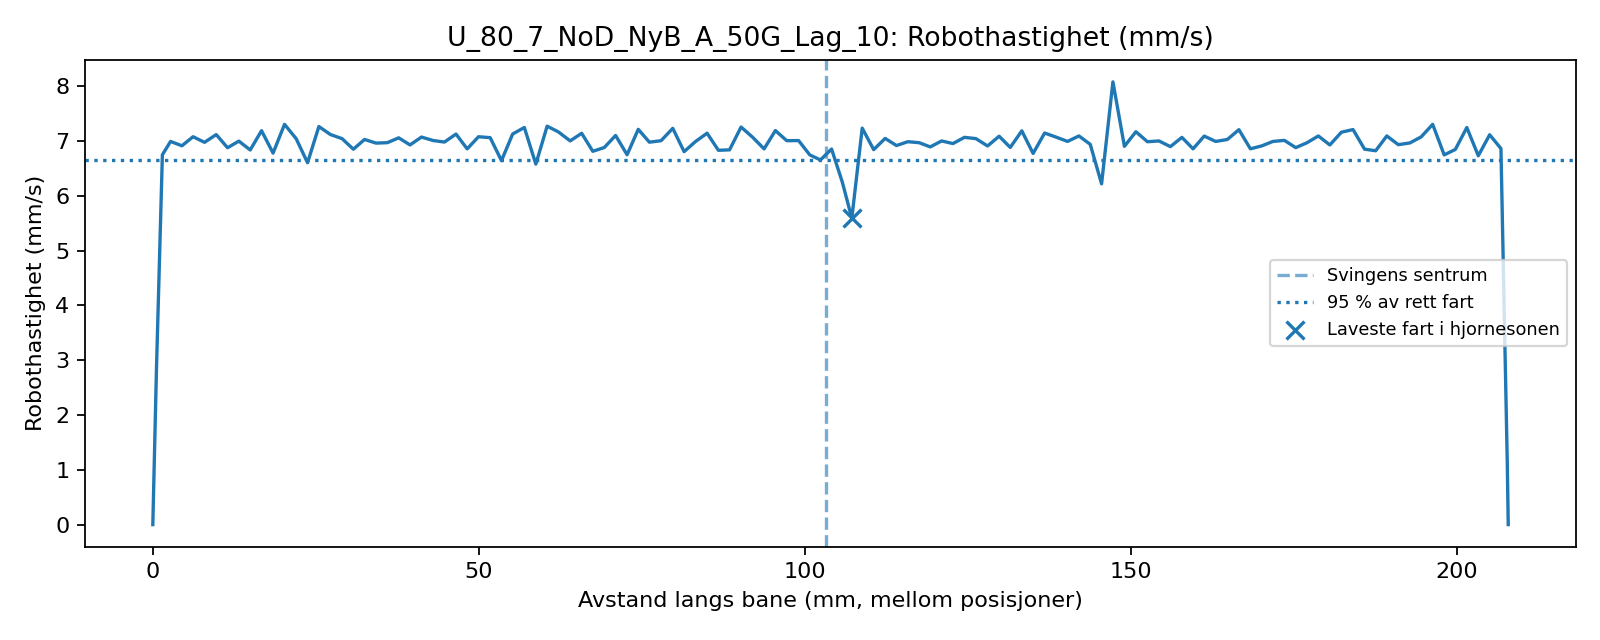 U_80_7_NoD_NyB_A_50G_Lag_10: Robothastighet (mm/s)
Robothastighet (mm/s)
8
7
6
5
4
3
2
1
0
Svingens sentrum
95 % av rett fart
Laveste fart i hjornesonen
0 50 100 150 200
Avstand langs bane (mm, mellom posisjoner)